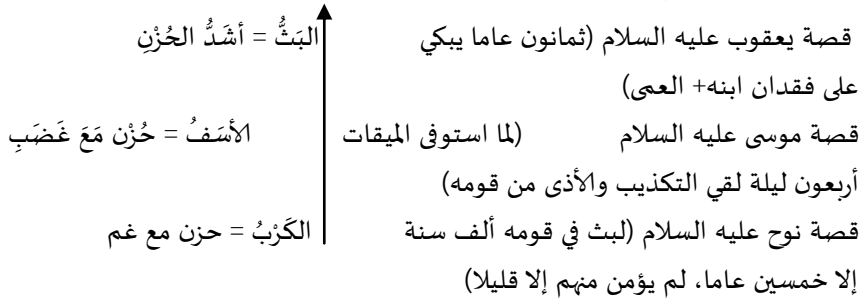 قصة يعقوب عليه السلام (ثمانون عاما يبكي البَثُّ = أشَدُّ الحُزْنِ
على فقدان ابنه+ العمى)
قصة موسى عليه السلام (لما استوفى الميقات الأسَفُ = حُزْن مَعَ غَضَبِ
أربعون ليلة لقي التكذيب والأذى من قومه)
قصة نوح عليه السلام (لبث في قومه ألف سنة الكَرْبُ = حزن مع غم
إلا خمسين عاما، لم يؤمن منهم إلا قليلا)